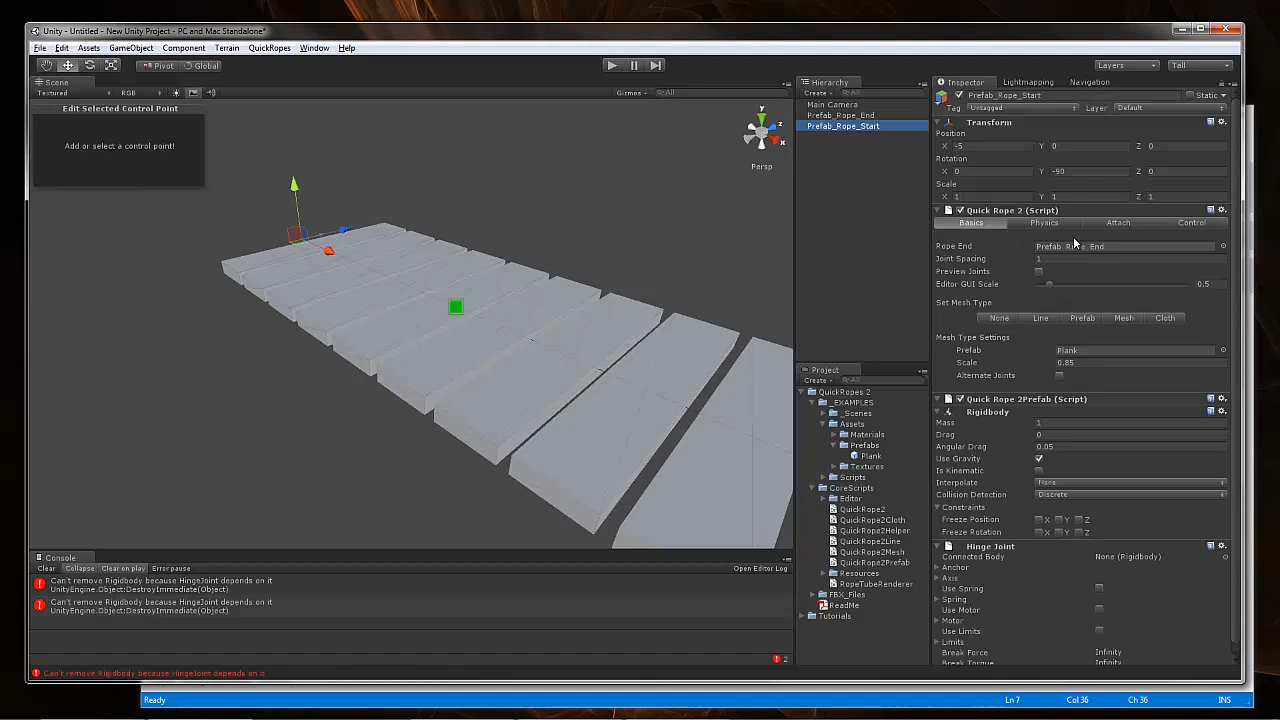 Unity - Untitled - New Unity Project - PC and Mac Standalone*
File Edit Assets GameObject Component Terrain QuickRopes Window Help
Pivot Global Layers Tall
Scene
Textured RGB Gizmos All
Edit Selected Control Point
Add or select a control point!
y
z
x
Persp
Hierarchy
Create All
Main Camera
Prefab_Rope_End
Prefab_Rope_Start
Project
Create All
QuickRopes 2
_EXAMPLES
_Scenes
Assets
Materials
Prefabs
Plank
Textures
Scripts
CoreScripts
Editor
QuickRope2
QuickRope2Cloth
QuickRope2Helper
QuickRope2Line
QuickRope2Mesh
QuickRope2Prefab
Resources
RopeTubeRenderer
FBX_Files
ReadMe
Tutorials
Inspector Lightmapping Navigation
Prefab_Rope_Start Static
Tag Untagged Layer Default
Transform
Position
X -5 Y 0 Z 0
Rotation
X 0 Y -90 Z 0
Scale
X 1 Y 1 Z 1
Quick Rope 2 (Script)
Basics Physics Attach Control
Rope End Prefab_Rope_End
Joint Spacing 1
Preview Joints
Editor GUI Scale 0.5
Set Mesh Type
None Line Prefab Mesh Cloth
Mesh Type Settings
Prefab Plank
Scale 0.85
Alternate Joints
Quick Rope 2Prefab (Script)
Rigidbody
Mass 1
Drag 0
Angular Drag 0.05
Use Gravity
Is Kinematic
Interpolate None
Collision Detection Discrete
Constraints
Freeze Position X Y Z
Freeze Rotation X Y Z
Hinge Joint
Connected Body None (Rigidbody)
Anchor
Axis
Use Spring
Spring
Use Motor
Motor
Use Limits
Limits
Break Force Infinity
Break Torque Infinity
Console
Clear Collapse Clear on play Error pause Open Editor Log
Can't remove Rigidbody because HingeJoint depends on it
UnityEngine.Object:DestroyImmediate(Object)
Can't remove Rigidbody because HingeJoint depends on it
UnityEngine.Object:DestroyImmediate(Object)
2
Can't remove Rigidbody because HingeJoint depends on it
Ready Ln 7 Col 36 Ch 36 INS